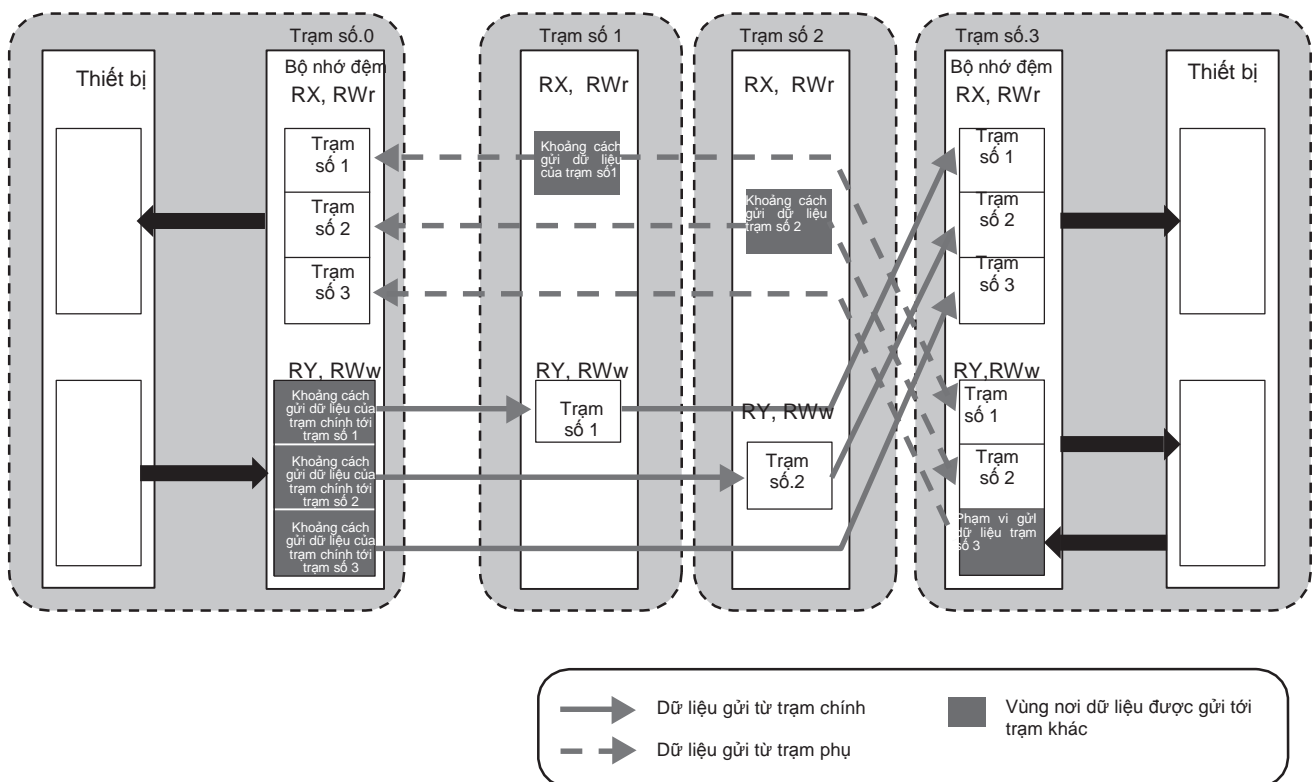 Trạm số.0
Thiết bị
Bộ nhớ đệm
RX, RWr
Trạm
số 1
Trạm
số 2
Trạm
số 3
RY, RWw
Khoảng cách
gửi dữ liệu của
trạm chính tới
trạm số 1
Khoảng cách
gửi dữ liệu của
trạm chính tới
trạm số 2
Khoảng cách
gửi dữ liệu của
trạm chính tới
trạm số 3
Trạm số 1
RX, RWr
Khoảng cách
gửi dữ liệu
của trạm số1
RY, RWw
Trạm
số 1
Trạm số 2
RX, RWr
Khoảng cách
gửi dữ liệu
trạm số 2
RY, RWw
Trạm
số.2
Trạm số.3
Bộ nhớ đệm
RX, RWr
Trạm
số 1
Trạm
số 2
Trạm
số 3
RY,RWw
Trạm
số 1
Trạm
số 2
Phạm vi gửi
dữ liệu trạm
số 3
Thiết bị
Dữ liệu gửi từ trạm chính
Dữ liệu gửi từ trạm phụ
Vùng nơi dữ liệu được gửi tới
trạm khác